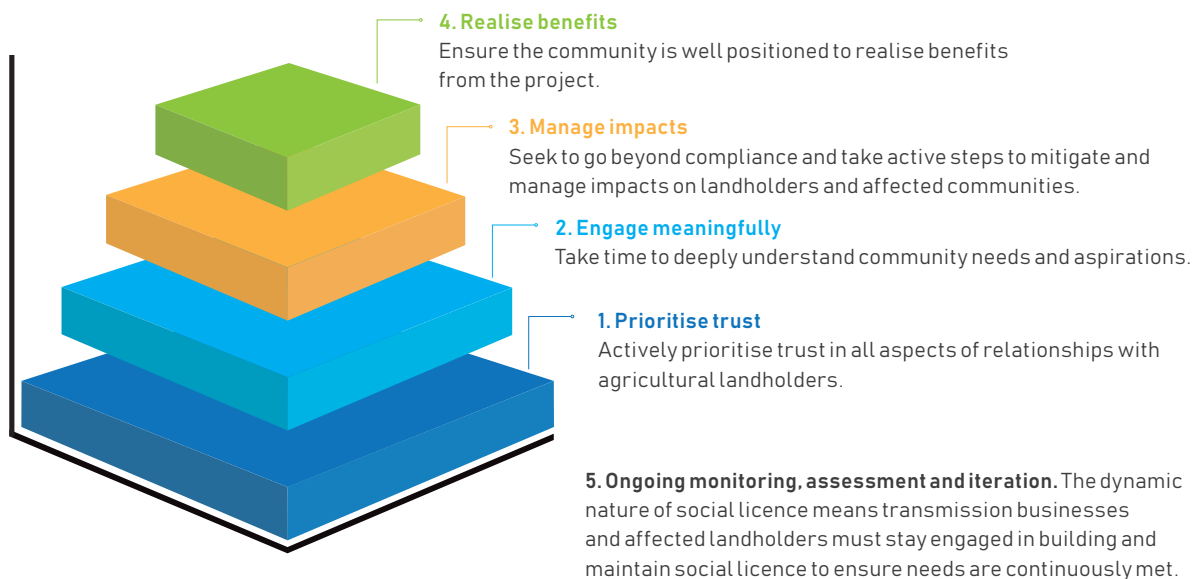 4. Realise benefits
Ensure the community is well positioned to realise benefits
from the project.
3. Manage impacts
Seek to go beyond compliance and take active steps to mitigate and
manage impacts on landholders and affected communities.
2. Engage meaningfully
Take time to deeply understand community needs and aspirations.
1. Prioritise trust
Actively prioritise trust in all aspects of relationships with
agricultural landholders.
5. Ongoing monitoring, assessment and iteration. The dynamic
nature of social licence means transmission businesses
and affected landholders must stay engaged in building and
maintain social licence to ensure needs are continuously met.